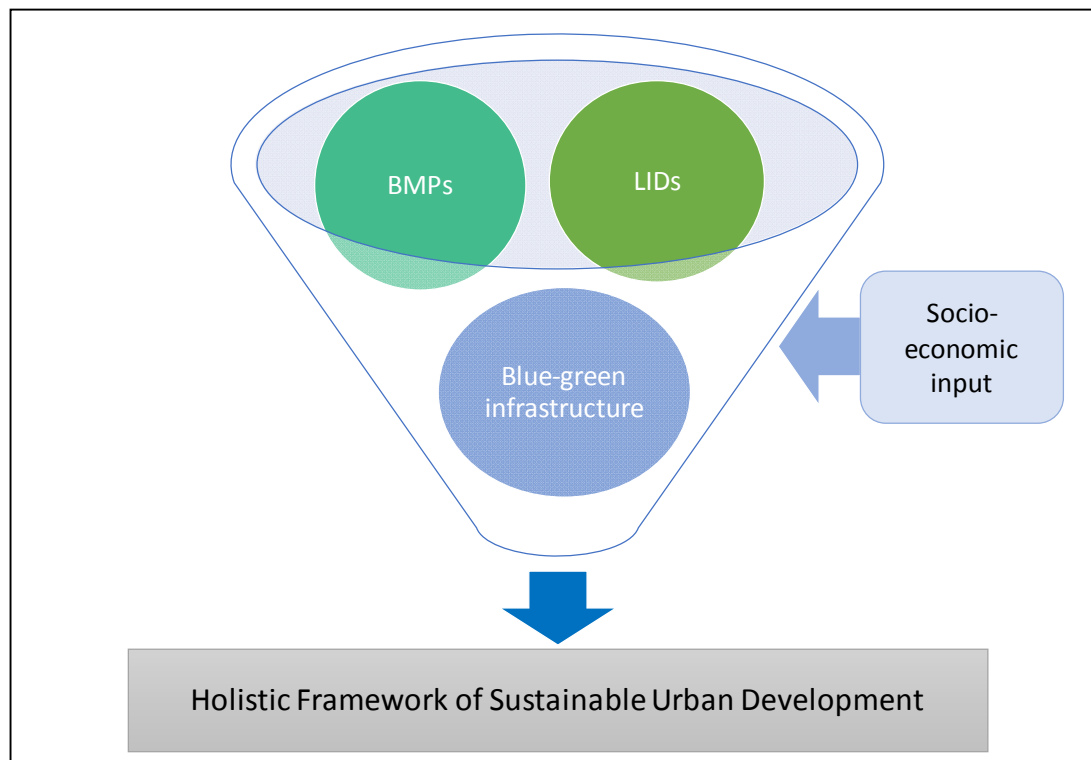 BMPs
LIDs
Blue-green
infrastructure
Socio-
economic
input
Holistic Framework of Sustainable Urban Development